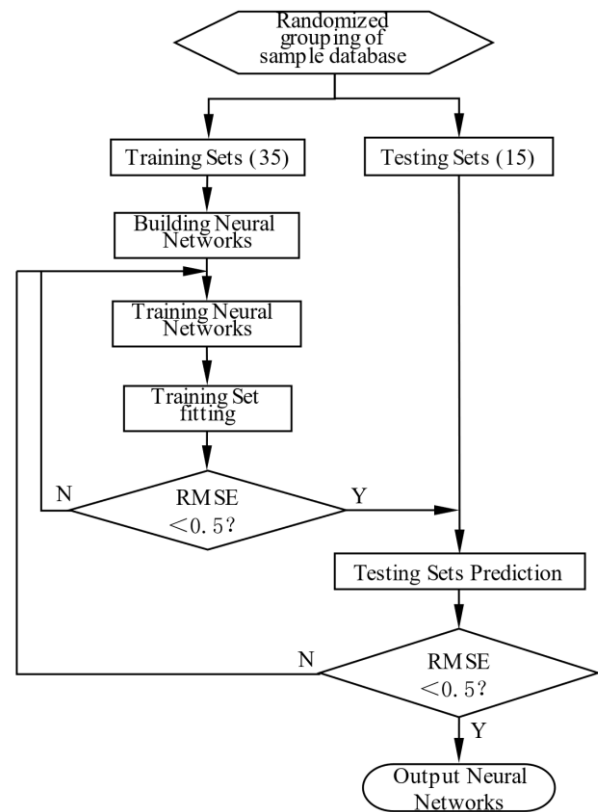 Randomized
grouping of
sample database
Training Sets (35)
Testing Sets (15)
Building Neural
Networks
Training Neural
Networks
Training Set
fitting
N
RMSE
<0.5?
Y
Testing Sets Prediction
N
RMSE
<0.5?
Y
Output Neural
Networks